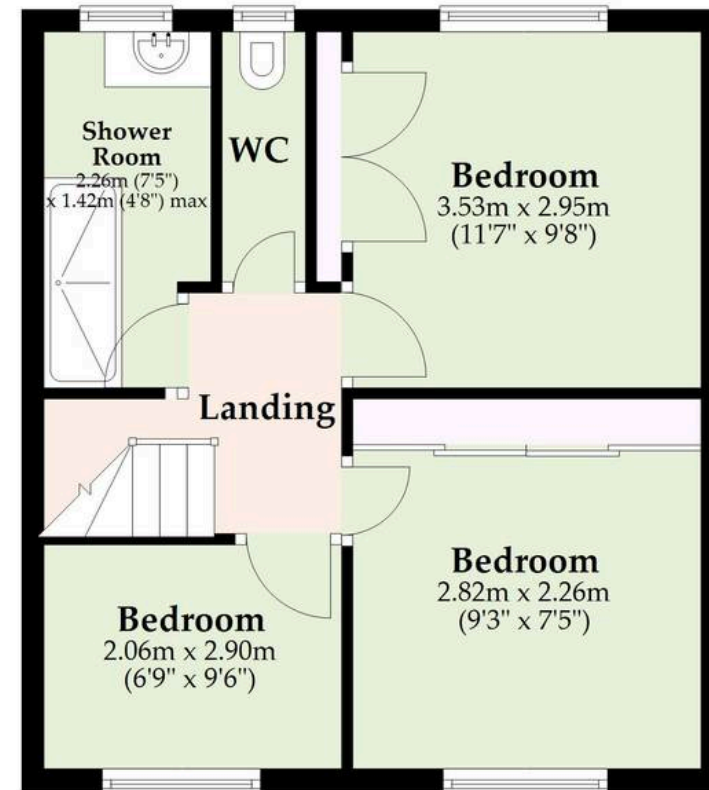 Shower
Room
2.26m (7'5")
x 1.42m (4'8") max
WC
Bedroom
3.53m x 2.95m
(11'7" x 9'8")
Landing
Bedroom
2.82m x 2.26m
(9'3" x 7'5")
Bedroom
2.06m x 2.90m
(6'9" x 9'6")